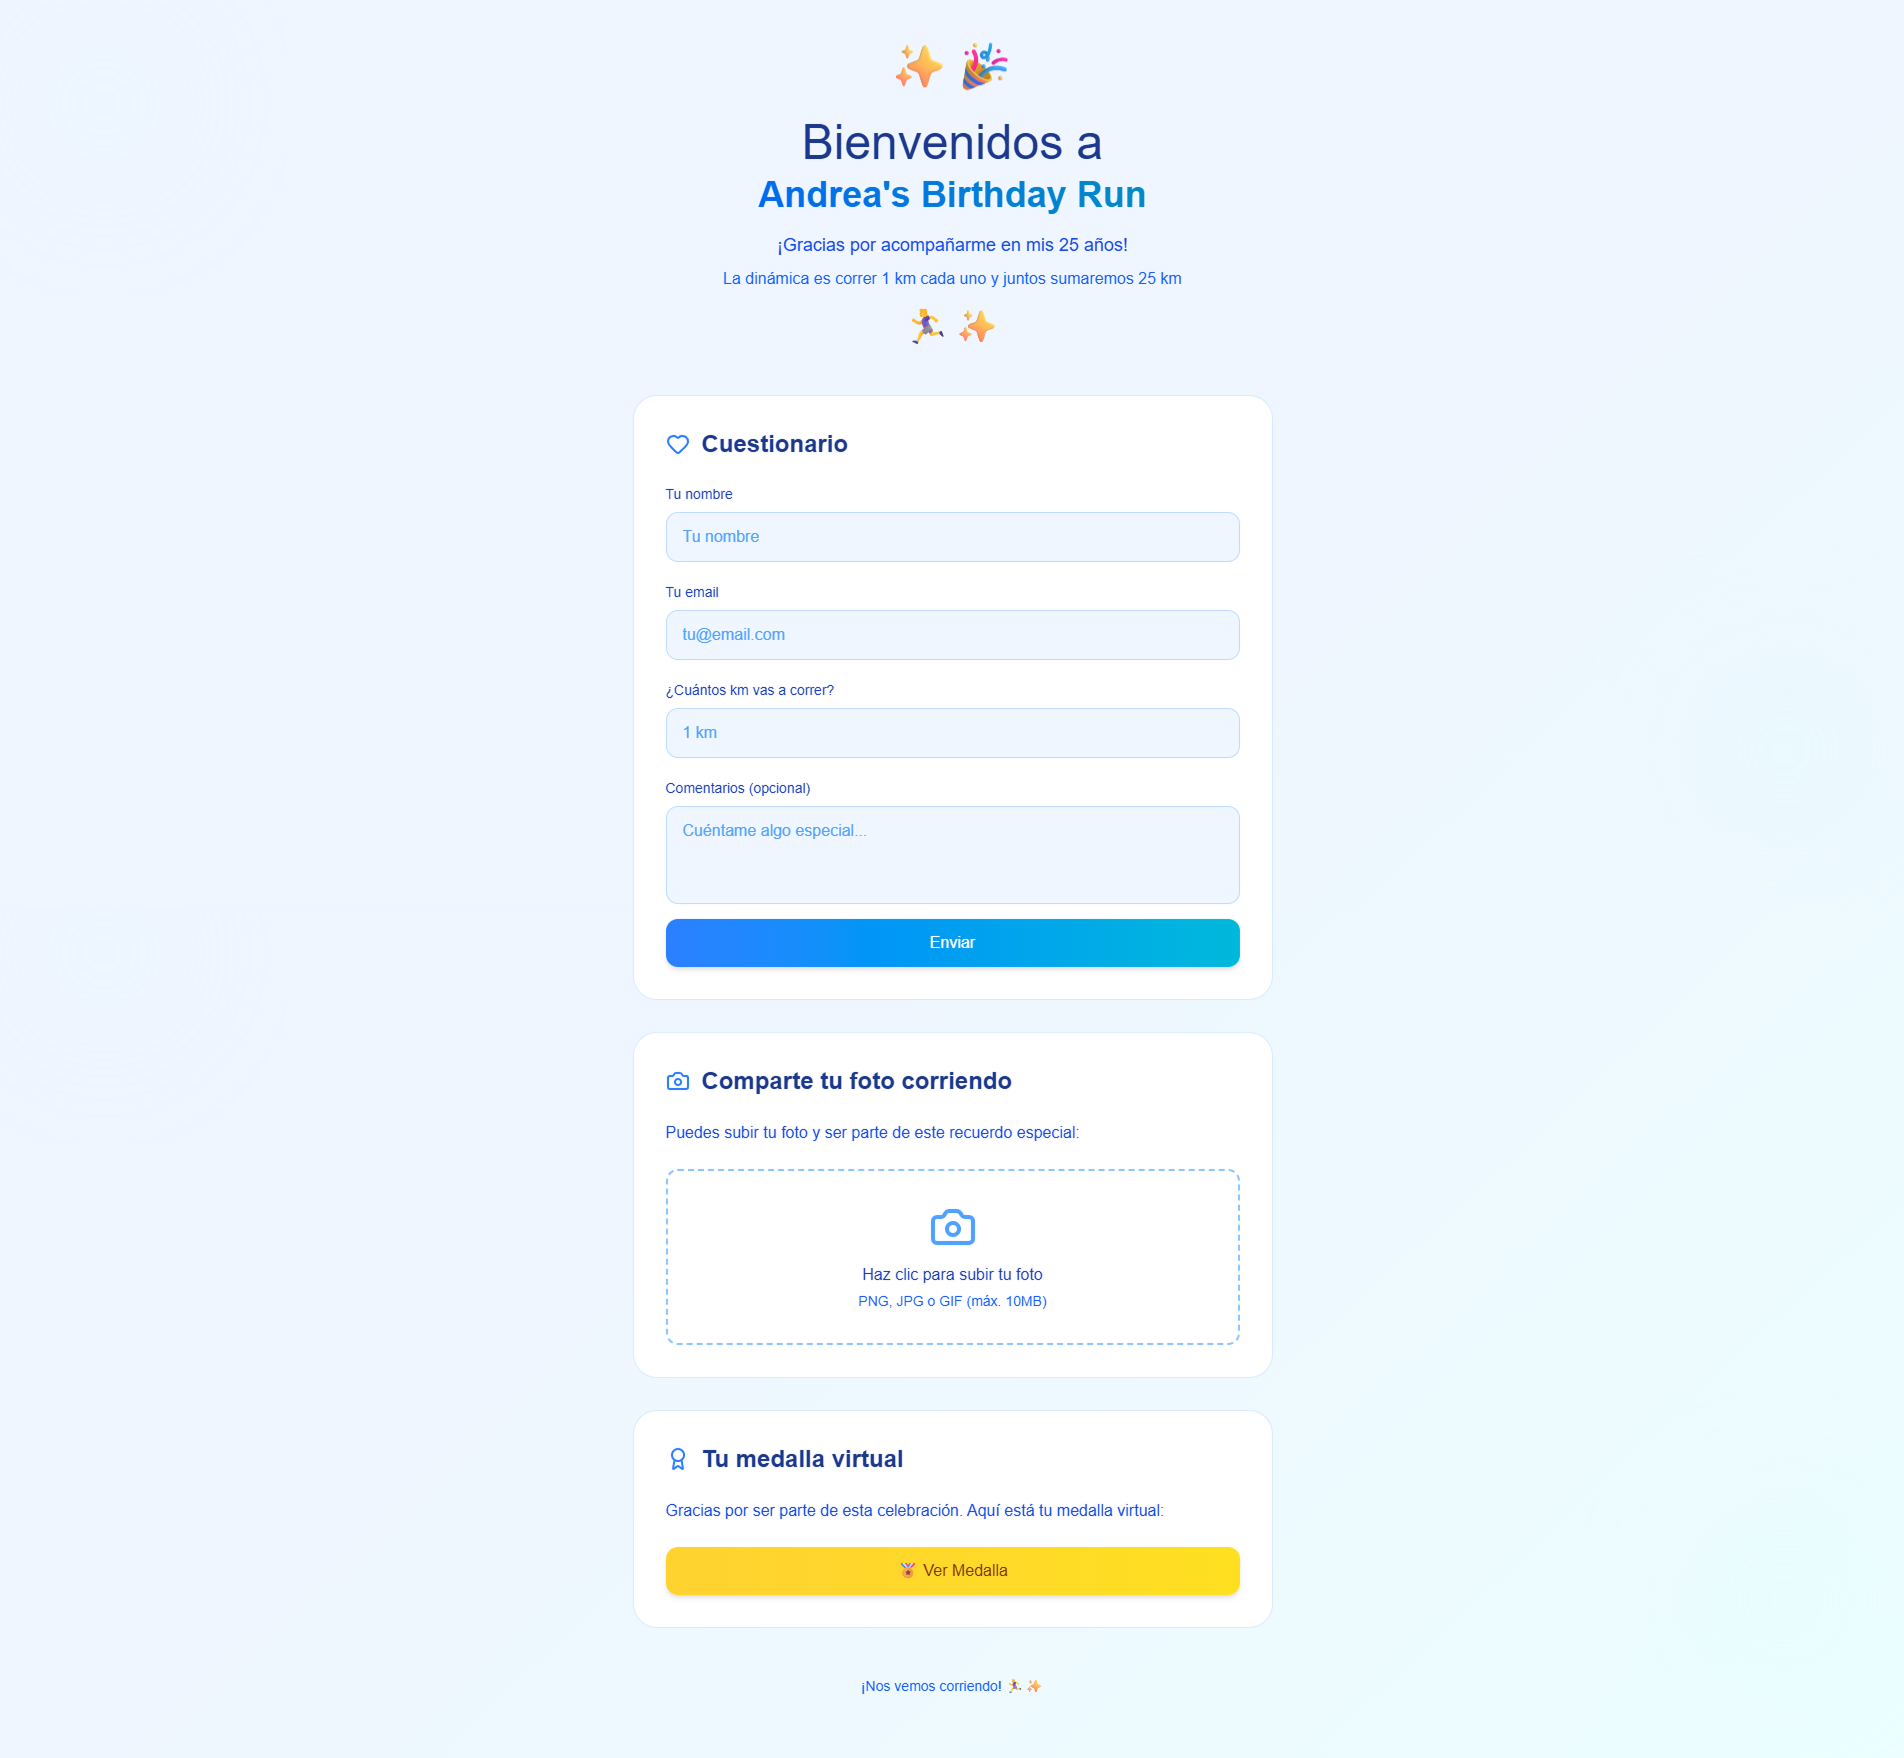 Bienvenidos a
Andrea's Birthday Run
¡Gracias por acompañarme en mis 25 años!
La dinámica es correr 1 km cada uno y juntos sumaremos 25 km
Cuestionario
Tu nombre
Tu nombre
Tu email
tu@email.com
¿Cuántos km vas a correr?
1 km
Comentarios (opcional)
Cuéntame algo especial...
Enviar
Comparte tu foto corriendo
Puedes subir tu foto y ser parte de este recuerdo especial:
Haz clic para subir tu foto
PNG, JPG o GIF (máx. 10MB)
Tu medalla virtual
Gracias por ser parte de esta celebración. Aquí está tu medalla virtual:
Ver Medalla
¡Nos vemos corriendo!